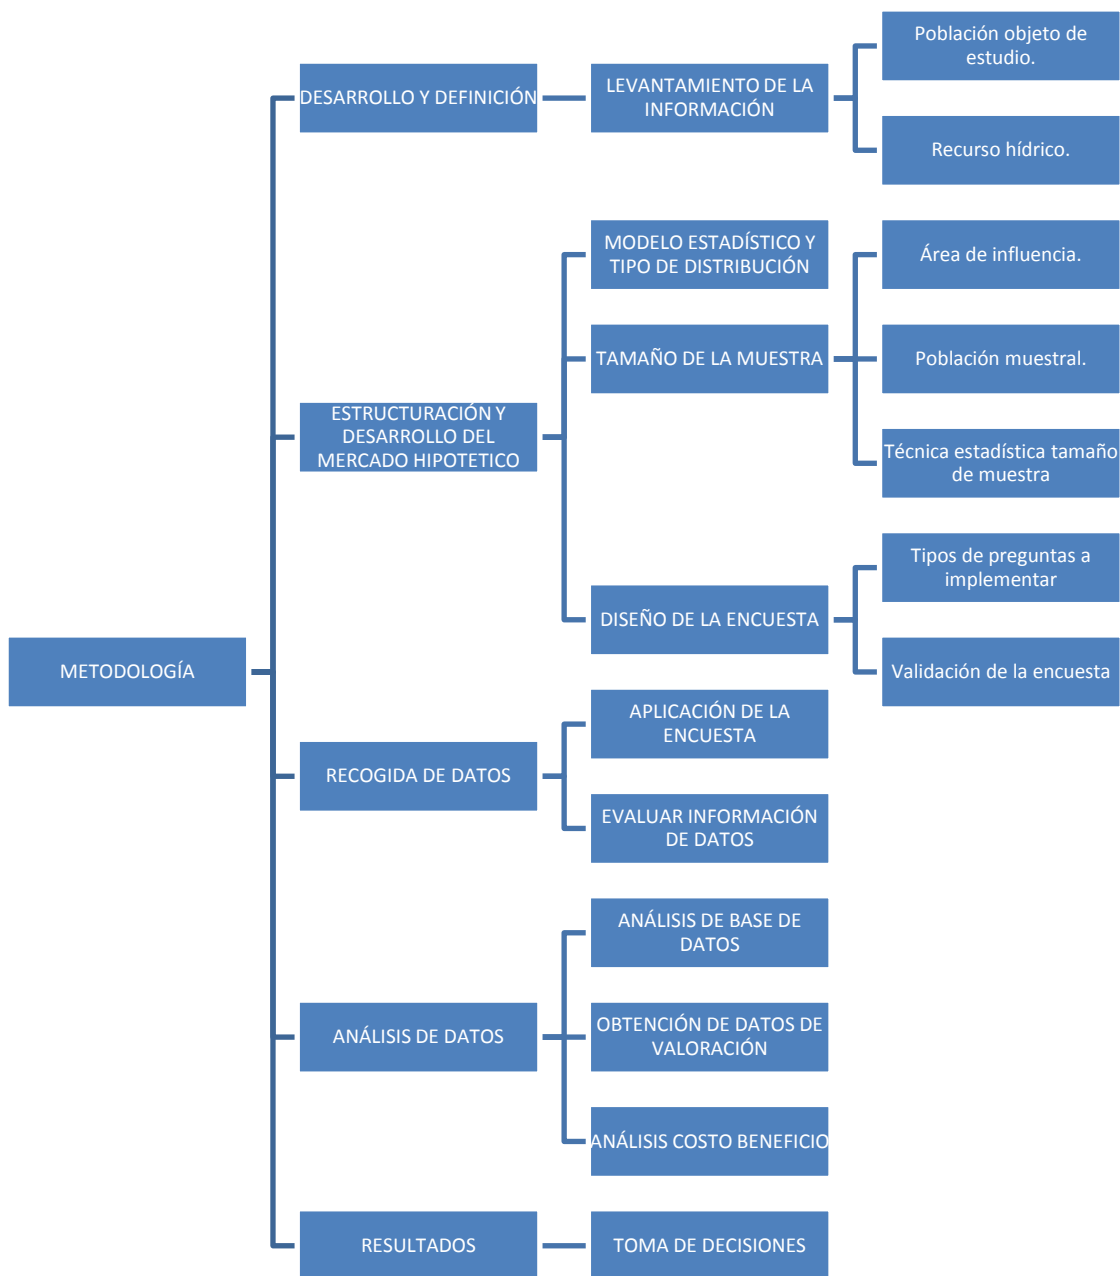 METODOLOGÍA
DESARROLLO Y DEFINICIÓN
LEVANTAMIENTO DE LA
INFORMACIÓN
Población objeto de
estudio.
Recurso hídrico.
ESTRUCTURACIÓN Y
DESARROLLO DEL
MERCADO HIPOTETICO
MODELO ESTADÍSTICO Y
TIPO DE DISTRIBUCIÓN
TAMAÑO DE LA MUESTRA
Área de influencia.
Población muestral.
Técnica estadística tamaño
de muestra
DISEÑO DE LA ENCUESTA
Tipos de preguntas a
implementar
Validación de la encuesta
RECOGIDA DE DATOS
APLICACIÓN DE LA
ENCUESTA
EVALUAR INFORMACIÓN
DE DATOS
ANÁLISIS DE DATOS
ANÁLISIS DE BASE DE
DATOS
OBTENCIÓN DE DATOS DE
VALORACIÓN
ANÁLISIS COSTO BENEFICIO
RESULTADOS
TOMA DE DECISIONES